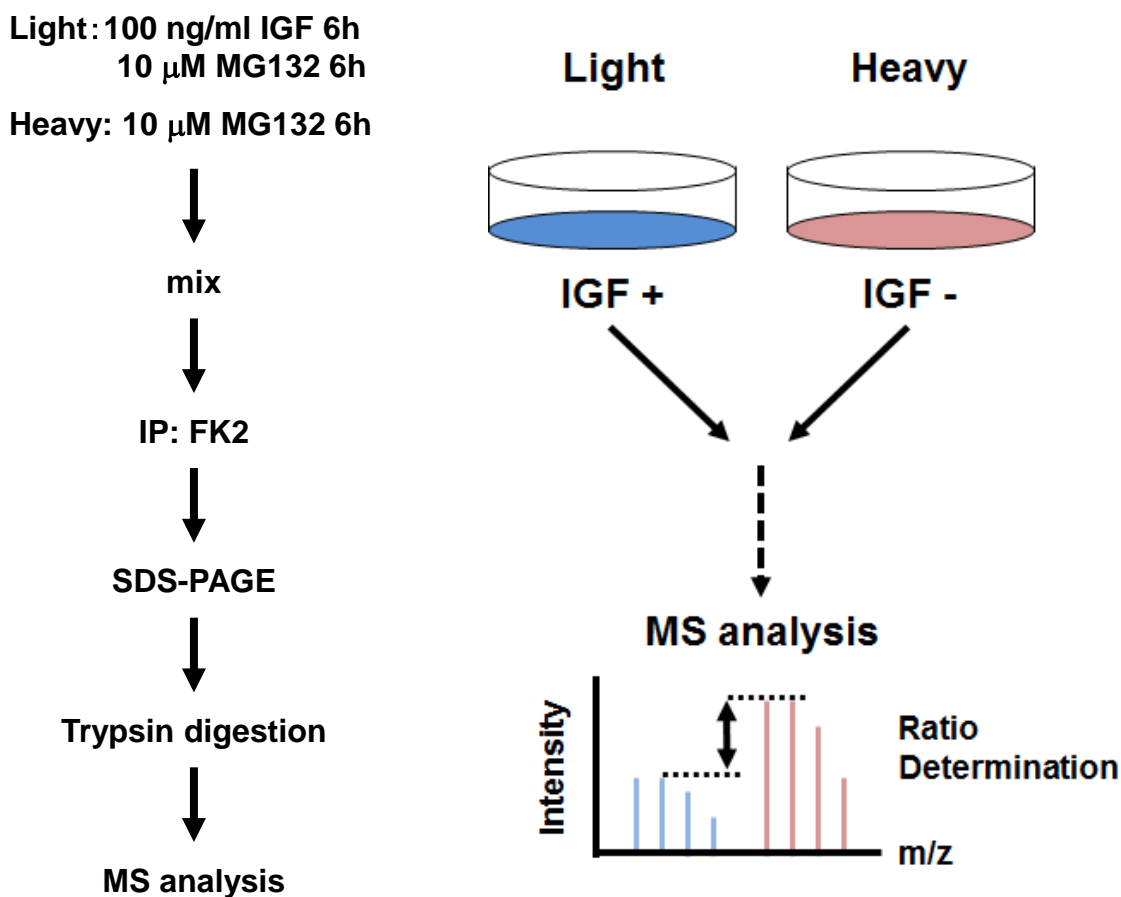 Light:100 ng/ml IGF 6h
10 μM MG132 6h
Heavy: 10 μM MG132 6h
mix
IP: FK2
SDS-PAGE
Trypsin digestion
MS analysis
Light
Heavy
IGF +
IGF -
MS analysis
Intensity
Ratio
Determination
m/z